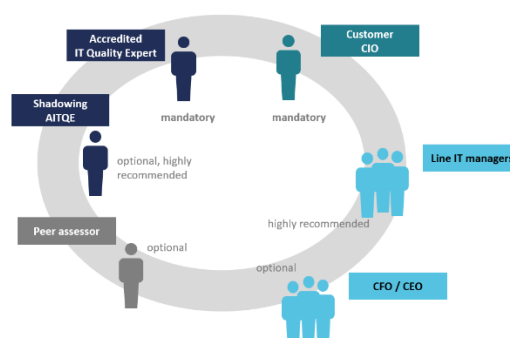 Accredited
IT Quality Expert
Customer
CIO
mandatory
mandatory
Shadowing
AITQE
optional, highly
recommended
Line IT managers
highly recommended
Peer assessor
optional
optional
CFO / CEO